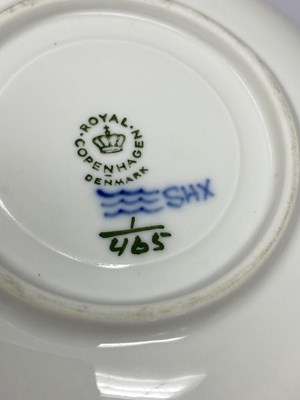 ROYAL
COPENHAGEN
DENMARK
SHX
1
465